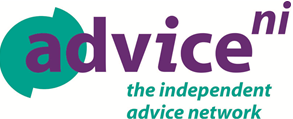 advice ni
the independent
advice network